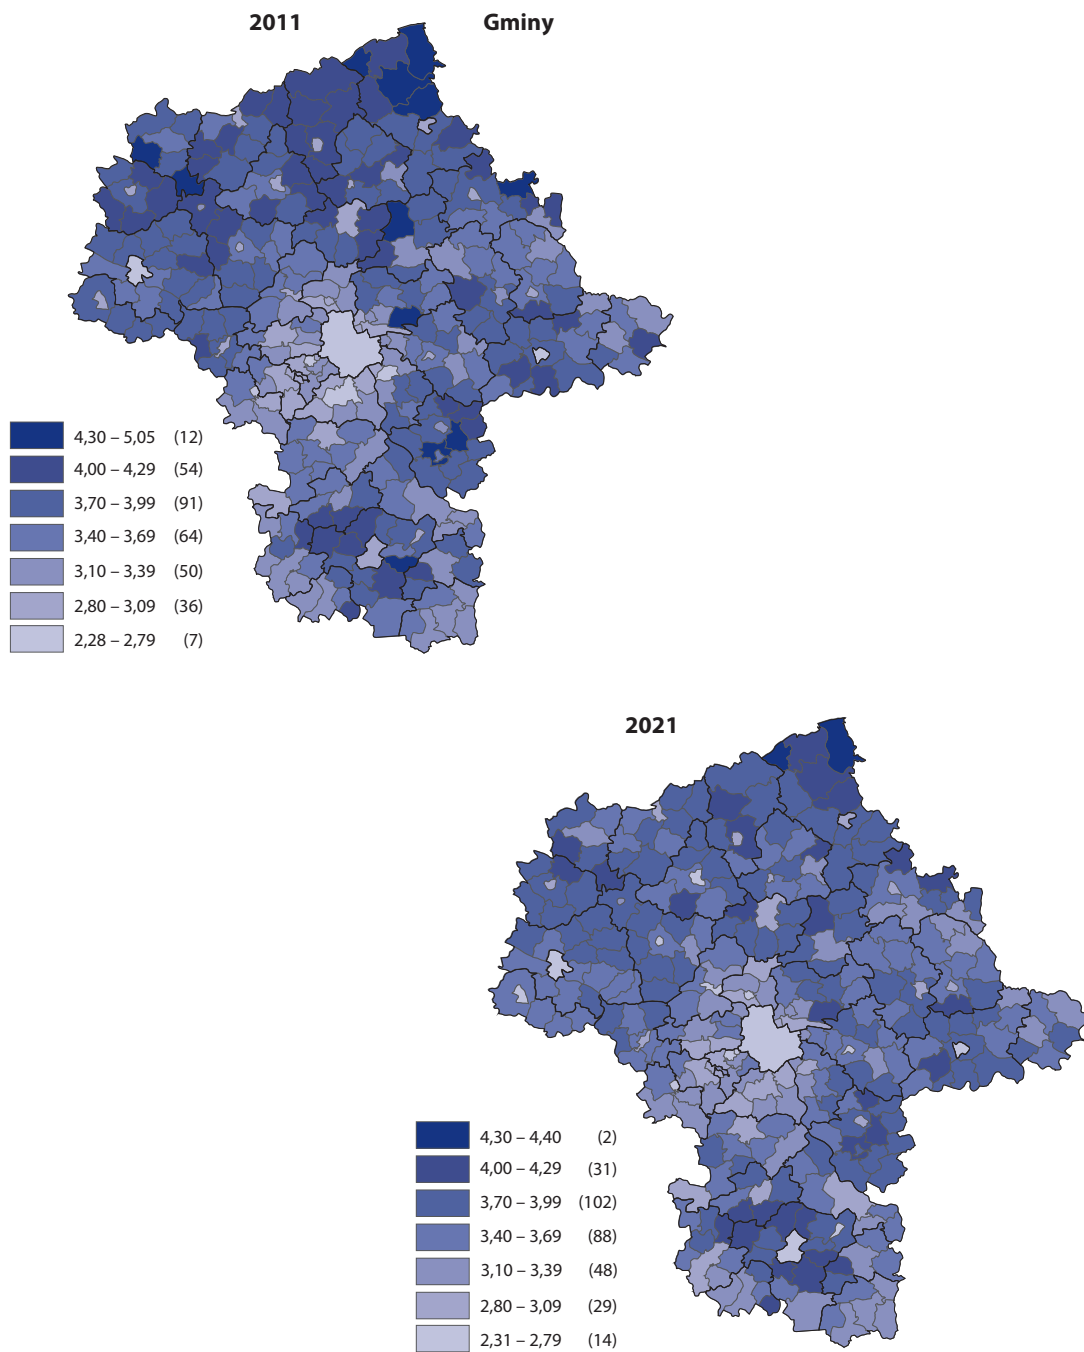 2011 Gminy
4,30 – 5,05 (12)
4,00 – 4,29 (54)
3,70 – 3,99 (91)
3,40 – 3,69 (64)
3,10 – 3,39 (50)
2,80 – 3,09 (36)
2,28 – 2,79 (7)
2021
4,30 – 4,40 (2)
4,00 – 4,29 (31)
3,70 – 3,99 (102)
3,40 – 3,69 (88)
3,10 – 3,39 (48)
2,80 – 3,09 (29)
2,31 – 2,79 (14)